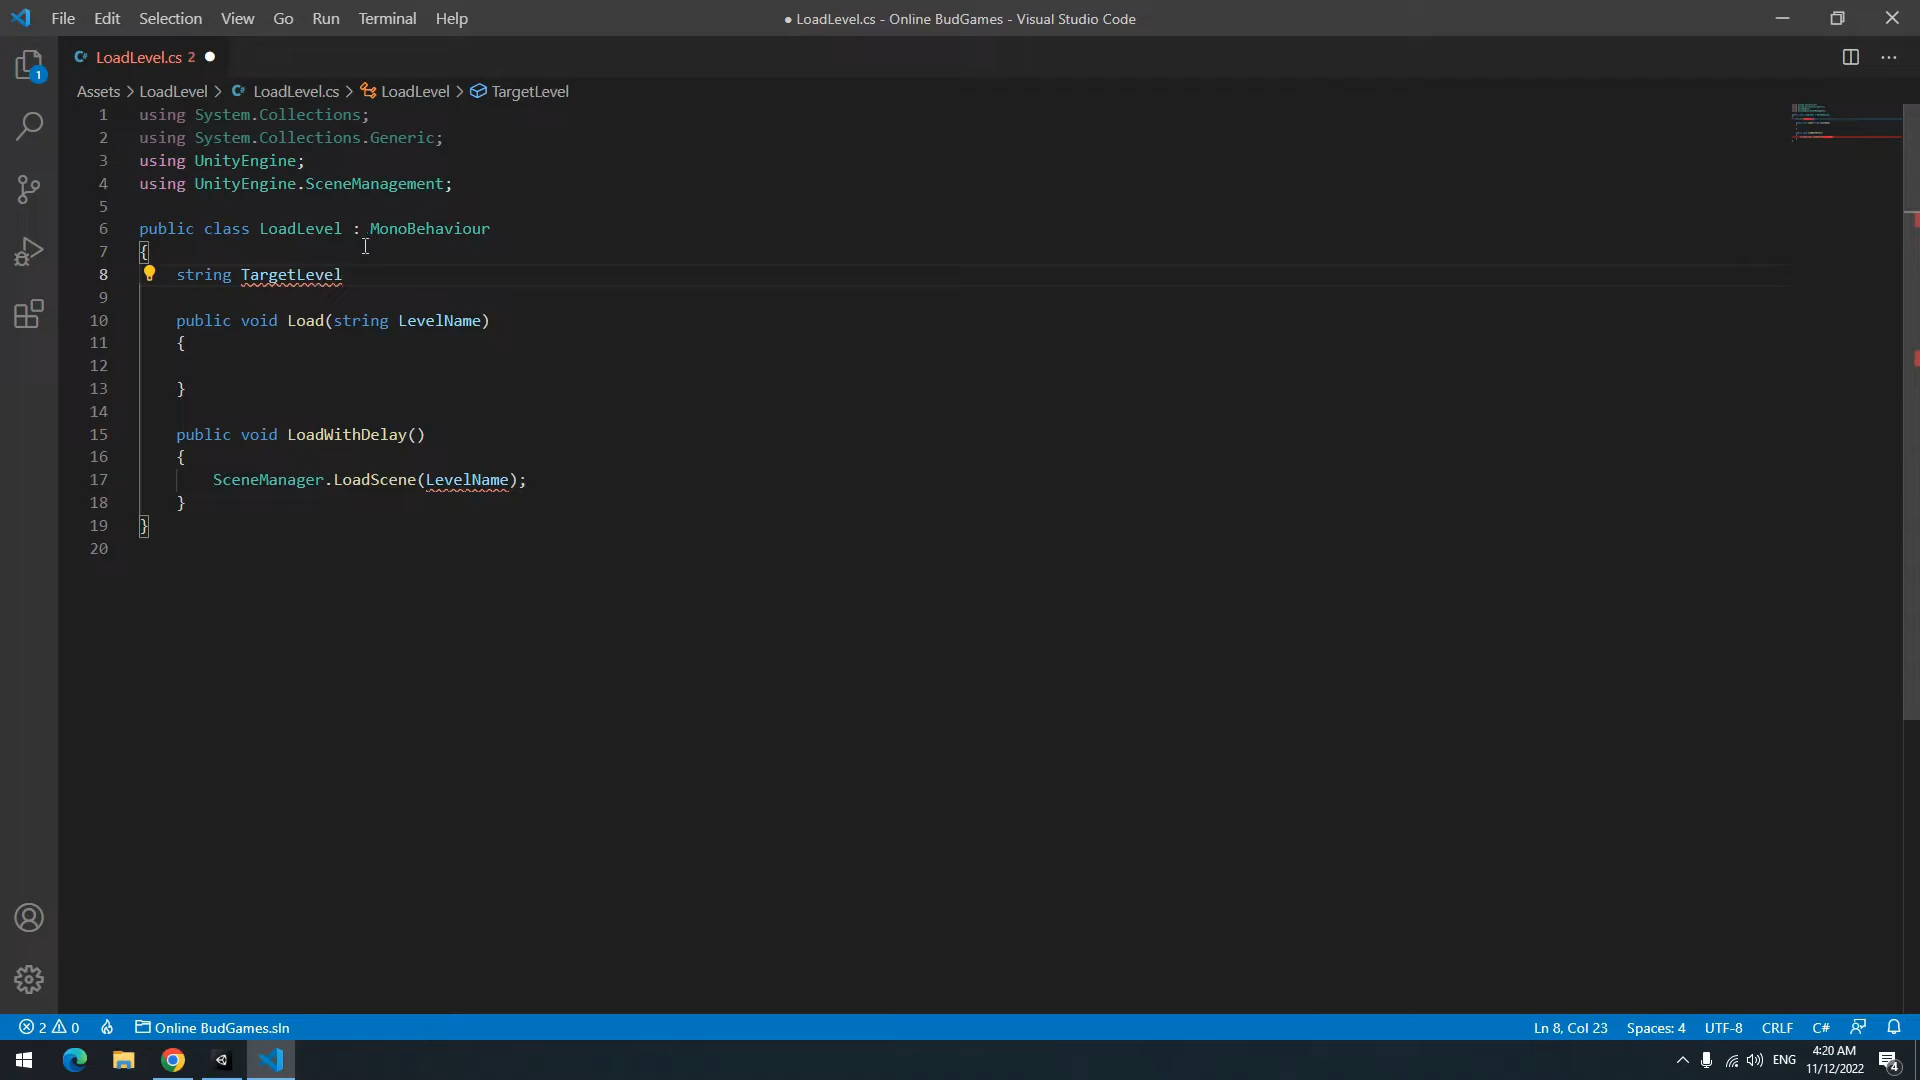 File Edit Selection View Go Run Terminal Help
● LoadLevel.cs - Online BudGames - Visual Studio Code
1
LoadLevel.cs 2 ●
Assets > LoadLevel > LoadLevel.cs > LoadLevel > TargetLevel
1 using System.Collections;
2 using System.Collections.Generic;
3 using UnityEngine;
4 using UnityEngine.SceneManagement;
5
6 public class LoadLevel : MonoBehaviour
7 {
8 string TargetLevel
9
10 public void Load(string LevelName)
11 {
12
13 }
14
15 public void LoadWithDelay()
16 {
17 SceneManager.LoadScene(LevelName);
18 }
19 }
20
2 0 Online BudGames.sln
Ln 8, Col 23 Spaces: 4 UTF-8 CRLF C#
ENG
4:20 AM
11/12/2022
4